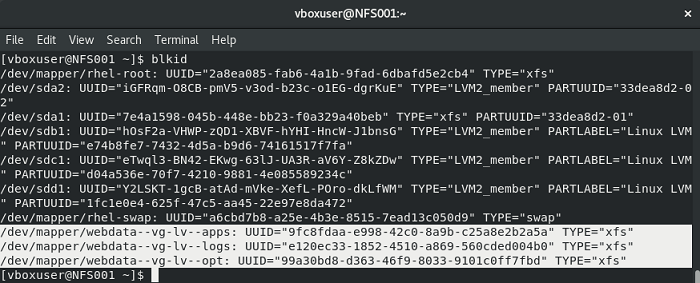 vboxuser@NFS001:~
File Edit View Search Terminal Help
[vboxuser@NFS001 ~]$ blkid
/dev/mapper/rhel-root: UUID="2a8ea085-fab6-4a1b-9fad-6dbafd5e2cb4" TYPE="xfs"
/dev/sda2: UUID="iGFRqm-O8CB-pmV5-v3od-b23c-o1EG-dgrKuE" TYPE="LVM2_member" PARTUUID="33dea8d2-0
2"
/dev/sda1: UUID="7e4a1598-045b-448e-bb23-f0a329a40beb" TYPE="xfs" PARTUUID="33dea8d2-01"
/dev/sdb1: UUID="hOsF2a-VHWP-zQD1-XBVF-hYHI-HncW-J1bnsG" TYPE="LVM2_member" PARTLABEL="Linux LVM
" PARTUUID="e74b8fe7-7432-4d5a-b9d6-74161517f7fa"
/dev/sdc1: UUID="eTwql3-BN42-EKwg-63lJ-UA3R-aV6Y-Z8kZDw" TYPE="LVM2_member" PARTLABEL="Linux LVM
" PARTUUID="d04a536e-70f7-4210-9881-4e085589234c"
/dev/sdd1: UUID="Y2LSKT-1gcB-atAd-mVke-XefL-POro-dkLfWM" TYPE="LVM2_member" PARTLABEL="Linux LVM
" PARTUUID="1fc1e0e4-625f-47c5-aa45-22e97e8da472"
/dev/mapper/rhel-swap: UUID="a6cbd7b8-a25e-4b3e-8515-7ead13c050d9" TYPE="swap"
/dev/mapper/webdata--vg-lv--apps: UUID="9fc8fdaa-e998-42c0-8a9b-c25a8e2b2a5a" TYPE="xfs"
/dev/mapper/webdata--vg-lv--logs: UUID="e120ec33-1852-4510-a869-560cded004b0" TYPE="xfs"
/dev/mapper/webdata--vg-lv--opt: UUID="99a30bd8-d363-46f9-8033-9101c0ff7fbd" TYPE="xfs"
[vboxuser@NFS001 ~]$